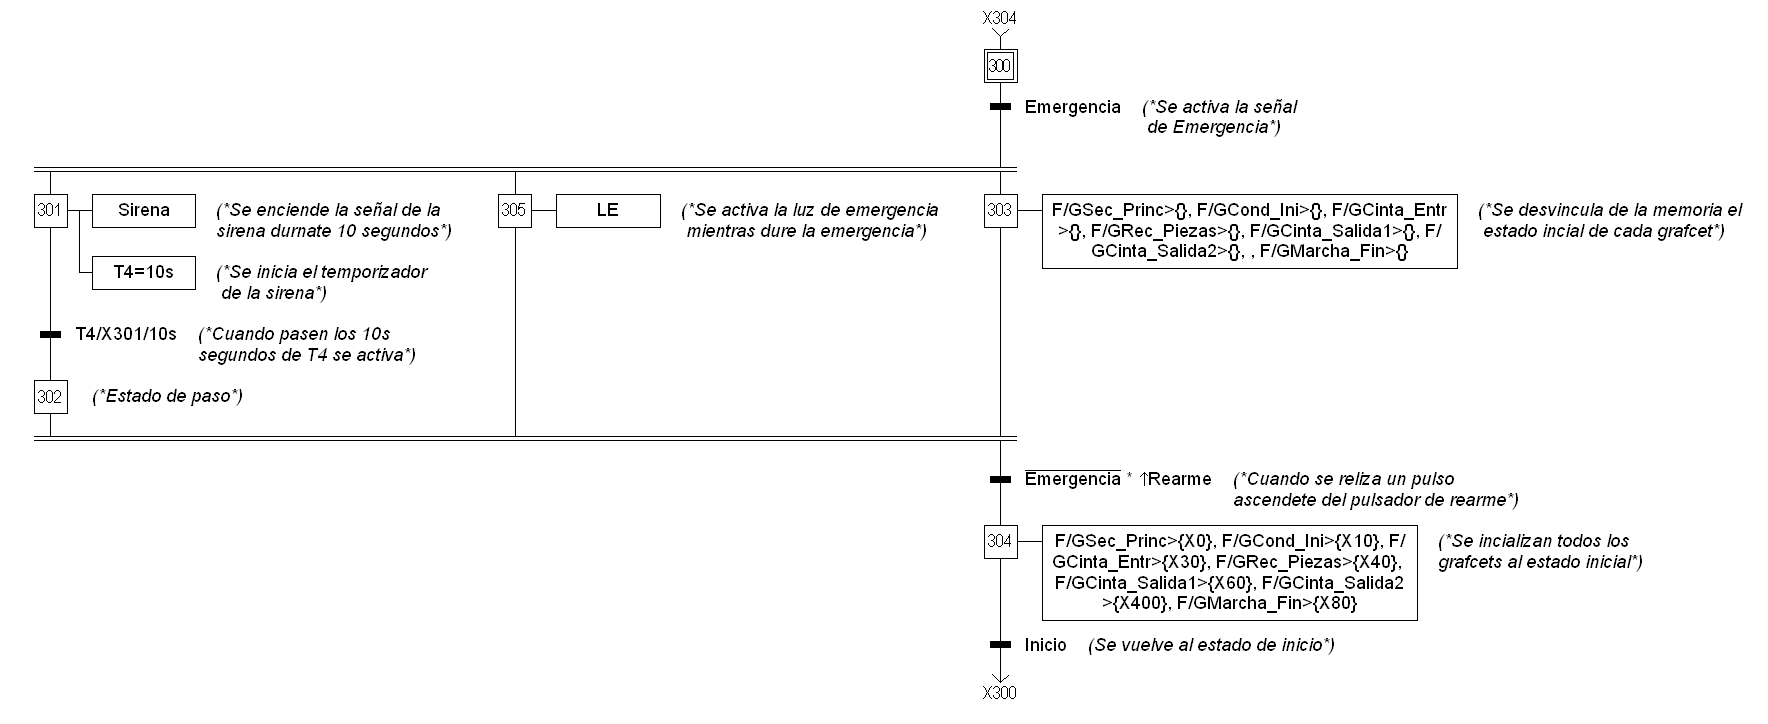 X304
300
Emergencia
(*Se activa la señal
de Emergencia*)
301
Sirena
(*Se enciende la señal de la
sirena durnate 10 segundos*)
T4=10s
(*Se inicia el temporizador
de la sirena*)
T4/X301/10s
(*Cuando pasen los 10s
segundos de T4 se activa*)
302
(*Estado de paso*)
305
LE
(*Se activa la luz de emergencia
mientras dure la emergencia*)
303
F/GSec_Princ>{}, F/GCond_Ini>{}, F/GCinta_Entr
>{}, F/GRec_Piezas>{}, F/GCinta_Salida1>{}, F/
GCinta_Salida2>{}, , F/GMarcha_Fin>{}
(*Se desvincula de la memoria el
estado incial de cada grafcet*)
Emergencia * ↑Rearme
(*Cuando se reliza un pulso
ascendete del pulsador de rearme*)
304
F/GSec_Princ>{X0}, F/GCond_Ini>{X10}, F/
GCinta_Entr>{X30}, F/GRec_Piezas>{X40},
F/GCinta_Salida1>{X60}, F/GCinta_Salida2
>{X400}, F/GMarcha_Fin>{X80}
(*Se incializan todos los
grafcets al estado inicial*)
Inicio
(Se vuelve al estado de inicio*)
X300